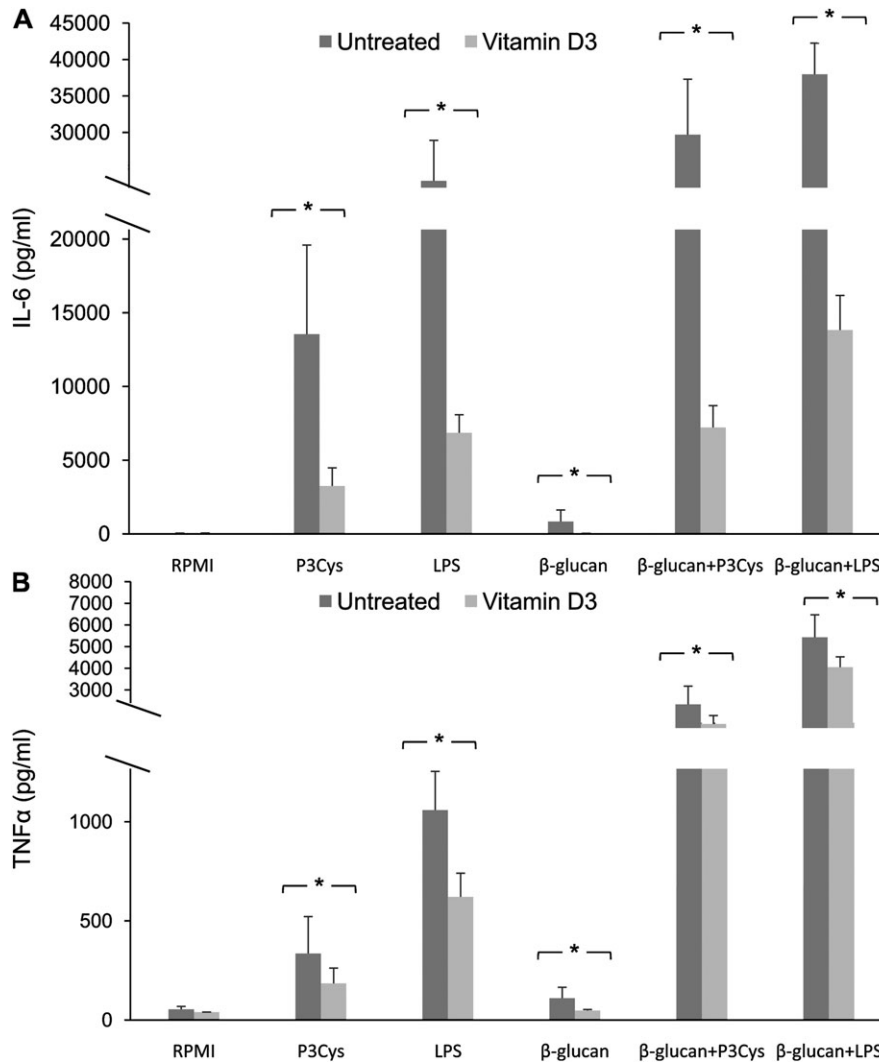 A
45000
40000
35000
30000
20000
15000
10000
5000
0
IL-6 (pg/ml)
Untreated Vitamin D3
* * * * *
RPMI P3Cys LPS β-glucan β-glucan+P3Cys β-glucan+LPS
B
8000
7000
6000
5000
4000
3000
1000
500
0
TNFα (pg/ml)
Untreated Vitamin D3
* * * * *
RPMI P3Cys LPS β-glucan β-glucan+P3Cys β-glucan+LPS